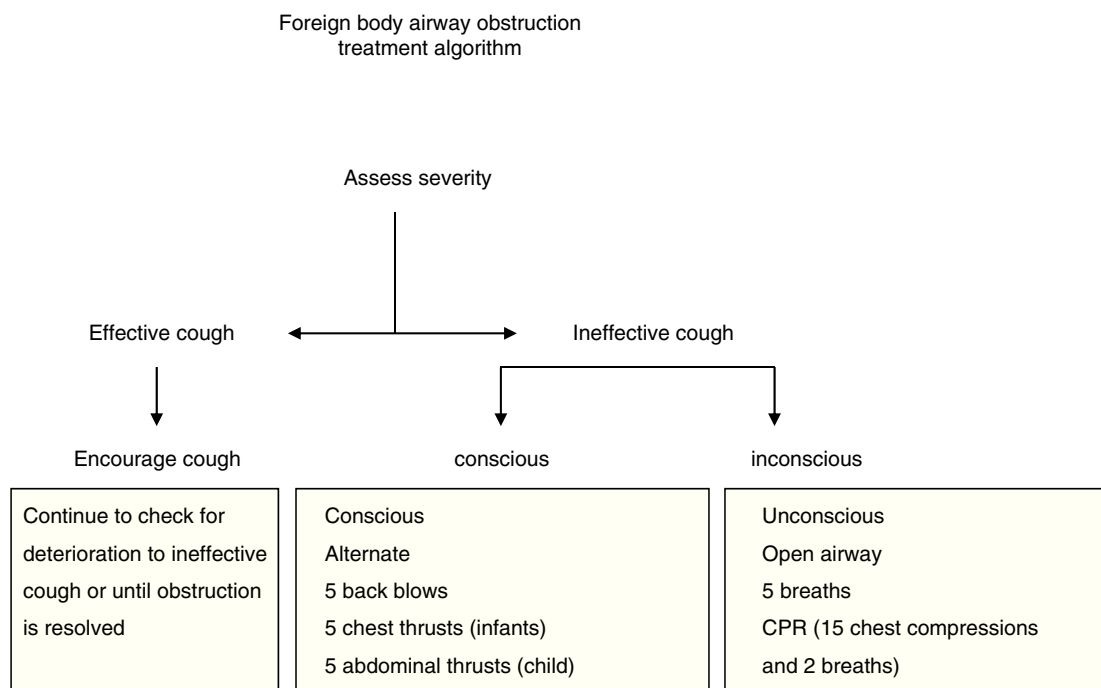 Foreign body airway obstruction
treatment algorithm
Assess severity
Effective cough
Ineffective cough
Encourage cough
conscious
inconscious
Continue to check for
deterioration to ineffective
cough or until obstruction
is resolved
Conscious
Alternate
5 back blows
5 chest thrusts (infants)
5 abdominal thrusts (child)
Unconscious
Open airway
5 breaths
CPR (15 chest compressions
and 2 breaths)